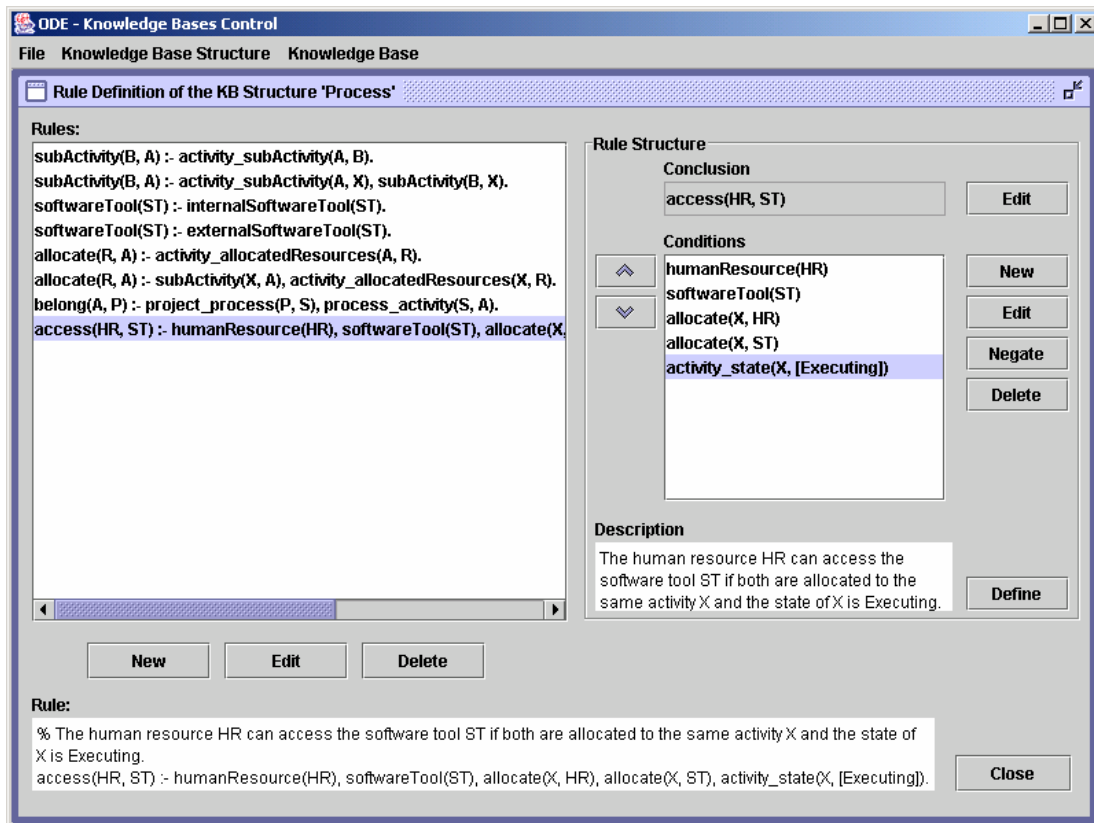 ODE - Knowledge Bases Control
File Knowledge Base Structure Knowledge Base
Rule Definition of the KB Structure 'Process'
Rules:
subActivity(B, A) :- activity_subActivity(A, B).
subActivity(B, A) :- activity_subActivity(A, X), subActivity(B, X).
softwareTool(ST) :- internalSoftwareTool(ST).
softwareTool(ST) :- externalSoftwareTool(ST).
allocate(R, A) :- activity_allocatedResources(A, R).
allocate(R, A) :- subActivity(X, A), activity_allocatedResources(X, R).
belong(A, P) :- project_process(P, S), process_activity(S, A).
access(HR, ST) :- humanResource(HR), softwareTool(ST), allocate(X,
New Edit Delete
Rule Structure
Conclusion
access(HR, ST)
Edit
Conditions
humanResource(HR)
softwareTool(ST)
allocate(X, HR)
allocate(X, ST)
activity_state(X, [Executing])
New
Edit
Negate
Delete
Description
The human resource HR can access the
software tool ST if both are allocated to the
same activity X and the state of X is Executing.
Define
Rule:
% The human resource HR can access the software tool ST if both are allocated to the same activity X and the state of
X is Executing.
access(HR, ST) :- humanResource(HR), softwareTool(ST), allocate(X, HR), allocate(X, ST), activity_state(X, [Executing]).
Close